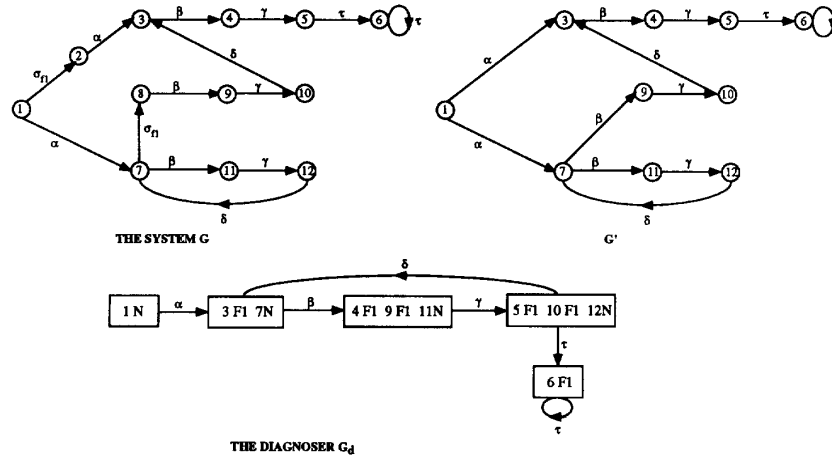 3 β 4 γ 5 τ 6 τ
α
2
δ
σf1
8 β 9 γ 10
1
σf1
α
7 β 11 γ 12
δ
THE SYSTEM G
3 β 4 γ 5 τ 6 τ
α
δ
9 γ 10
1
β
α
7 β 11 γ 12
δ
G'
δ
1 N α 3 F1 7N β 4 F1 9 F1 11N γ 5 F1 10 F1 12N
τ
6 F1
τ
THE DIAGNOSER Gd